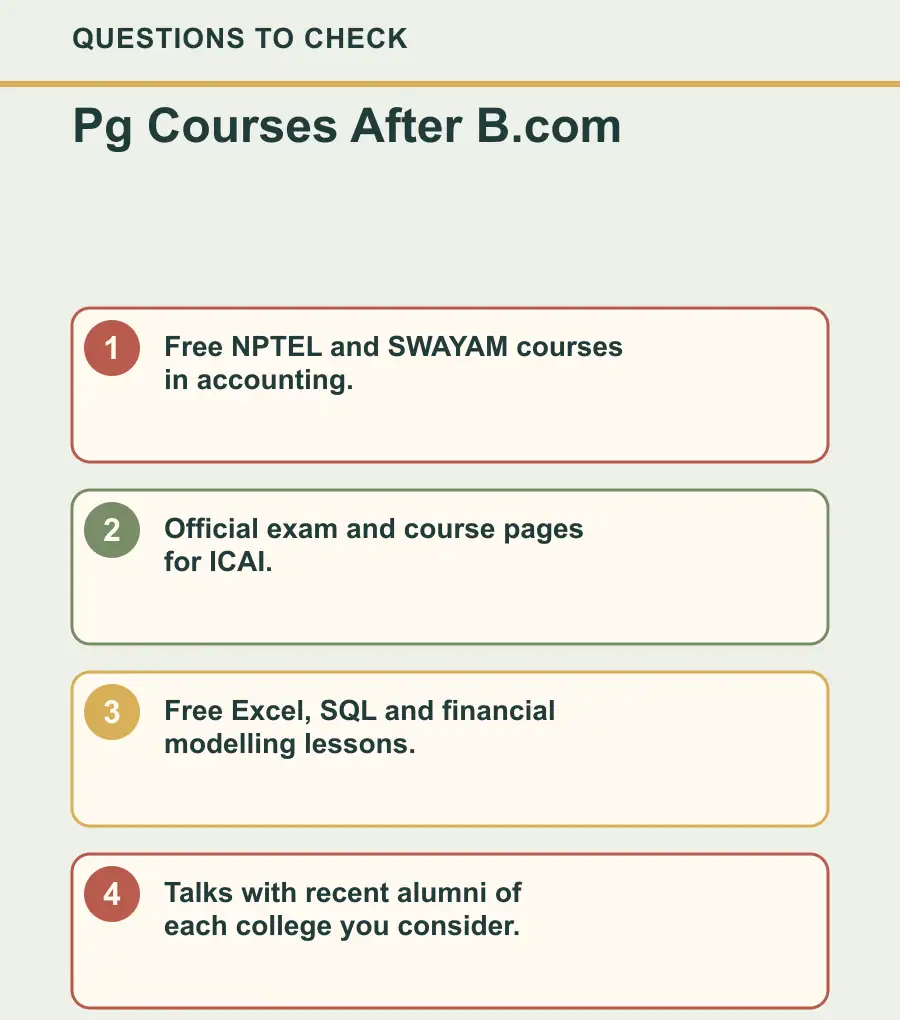 QUESTIONS TO CHECK
Pg Courses After B.com
1
Free NPTEL and SWAYAM courses
in accounting.
2
Official exam and course pages
for ICAI.
3
Free Excel, SQL and financial
modelling lessons.
4
Talks with recent alumni of
each college you consider.